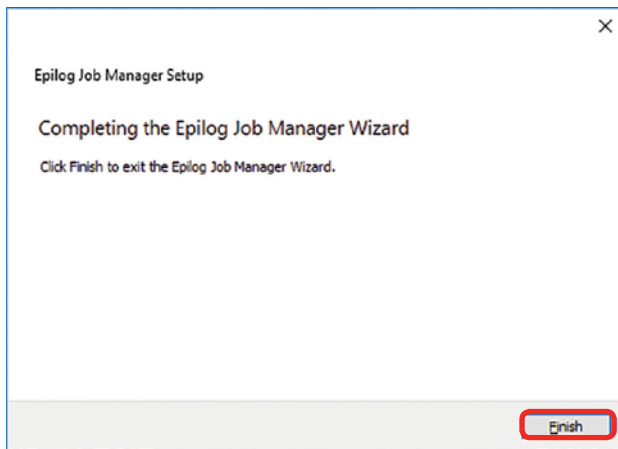 Epilog Job Manager Setup
Completing the Epilog Job Manager Wizard
Click Finish to exit the Epilog Job Manager Wizard.
Finish